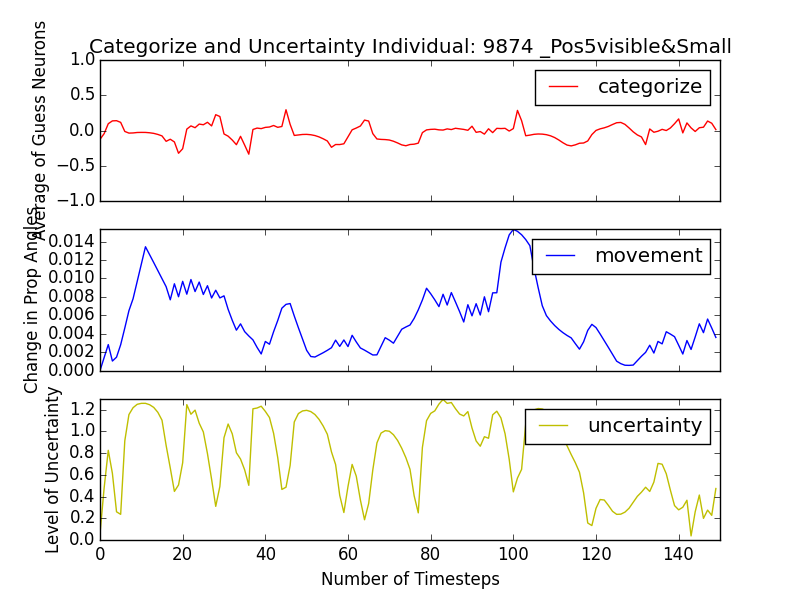 Categorize and Uncertainty Individual: 9874 _Pos5visible&Small
Average of Guess Neurons
1.0
0.5
0.0
−0.5
−1.0
categorize
Change in Prop Angles
0.014
0.012
0.010
0.008
0.006
0.004
0.002
0.000
movement
Level of Uncertainty
1.2
1.0
0.8
0.6
0.4
0.2
0.0
uncertainty
0 20 40 60 80 100 120 140
Number of Timesteps